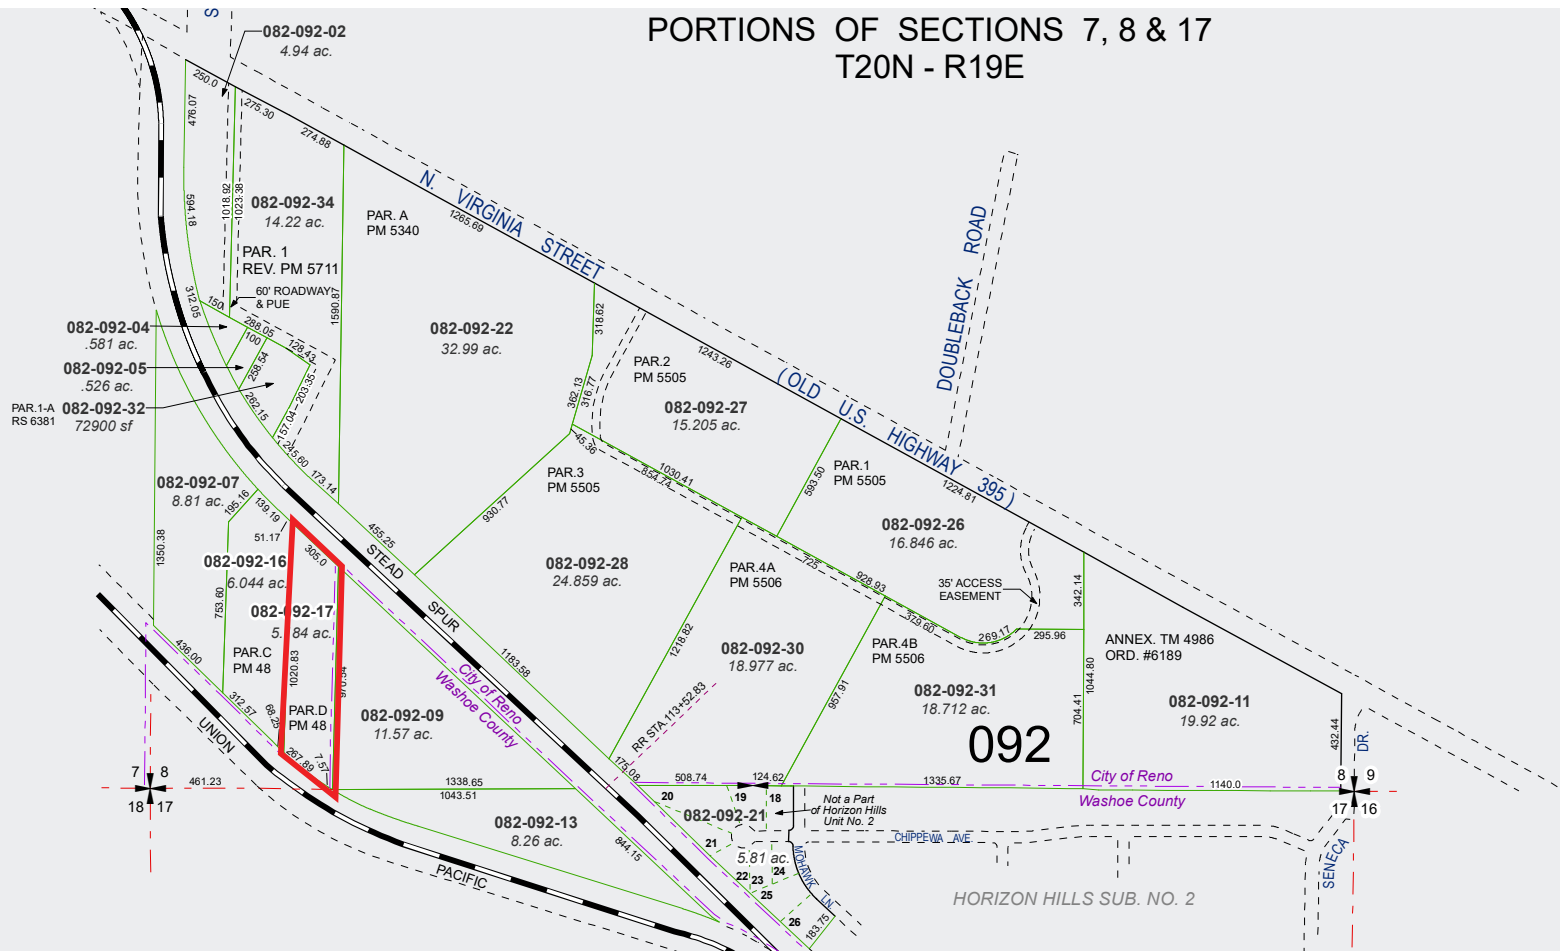 PORTIONS OF SECTIONS 7, 8 & 17
T20N - R19E
S
082-092-02
4.94 ac.
250.0
275.30
274.88
476.07
594.18
1018.92
1023.38
082-092-34
14.22 ac.
PAR. 1
REV. PM 5711
60' ROADWAY
& PUE
312.05
150
288.05
100
128.43
258.54
203.35
157.04
262.15
245.60
173.14
1590.87
PAR. A
PM 5340
N. VIRGINIA STREET
1265.69
082-092-22
32.99 ac.
318.62
362.13
316.77
45.36
930.77
455.25
082-092-04
.581 ac.
082-092-05
.526 ac.
PAR.1-A
RS 6381
082-092-32
72900 sf
082-092-07
8.81 ac.
195.16
139.19
51.17
1350.38
305.0
082-092-16
6.044 ac.
753.60
082-092-17
PAR.C
PM 48
1020.83
PAR.D
PM 48
436.00
312.57
68.25
267.89
7.57
UNION
461.23
7
8
18
17
PAR.2
PM 5505
082-092-27
15.205 ac.
1243.26
( OLD U.S. HIGHWAY 395 )
DOUBLEBACK ROAD
1030.41
854.74
593.50
PAR.1
PM 5505
1224.81
082-092-26
16.846 ac.
PAR.3
PM 5505
082-092-28
24.859 ac.
725
928.93
379.60
269.17
295.96
342.14
35' ACCESS
EASEMENT
PAR.4A
PM 5506
082-092-30
18.977 ac.
1218.82
PAR.4B
PM 5506
082-092-31
18.712 ac.
957.91
704.41
1044.80
ANNEX. TM 4986
ORD. #6189
082-092-11
19.92 ac.
432.44
DR.
092
STEAD
SPUR
1183.58
City of Reno
Washoe County
RR STA.113+52.83
175.08
082-092-09
11.57 ac.
1338.65
1043.51
508.74
124.62
1335.67
City of Reno
Washoe County
1140.0
8
9
17
16
082-092-13
8.26 ac.
844.15
PACIFIC
20
19
18
082-092-21
21
5.81 ac.
22
23
24
25
26
183.75
MOHAWK LN
Not a Part
of Horizon Hills
Unit No. 2
CHIPPEWA AVE
SENECA
HORIZON HILLS SUB. NO. 2